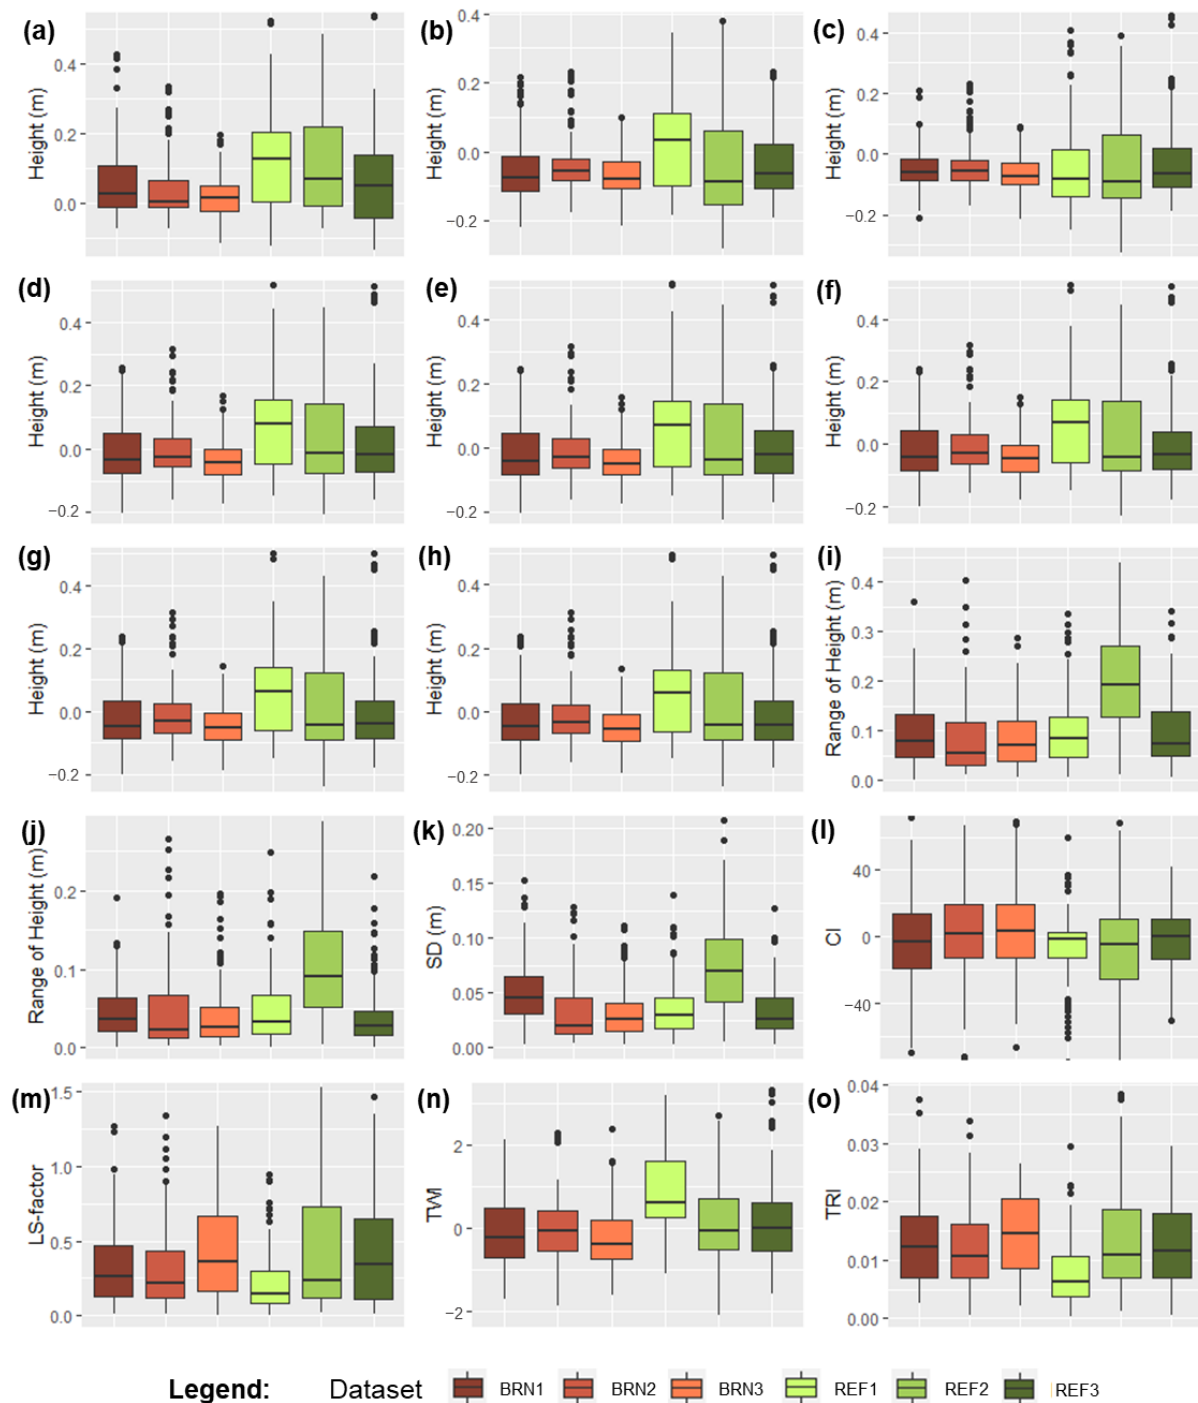 (a) (b) (c)
Height (m) Height (m) Height (m)
0.4 0.2 0.0
0.4 0.2 0.0 −0.2
0.4 0.2 0.0 −0.2
(d) (e) (f)
Height (m) Height (m) Height (m)
0.4 0.2 0.0 −0.2
0.4 0.2 0.0 −0.2
0.4 0.2 0.0 −0.2
(g) (h) (i)
Height (m) Height (m) Range of Height (m)
0.4 0.2 0.0 −0.2
0.4 0.2 0.0 −0.2
0.4 0.3 0.2 0.1 0.0
(j) (k) (l)
Range of Height (m) SD (m) CI
0.2 0.1 0.0
0.20 0.15 0.10 0.05 0.00
40 0 −40
(m) (n) (o)
LS-factor TWI TRI
1.5 1.0 0.5 0.0
2 0 −2
0.04 0.03 0.02 0.01 0.00
Legend: Dataset BRN1 BRN2 BRN3 REF1 REF2 REF3